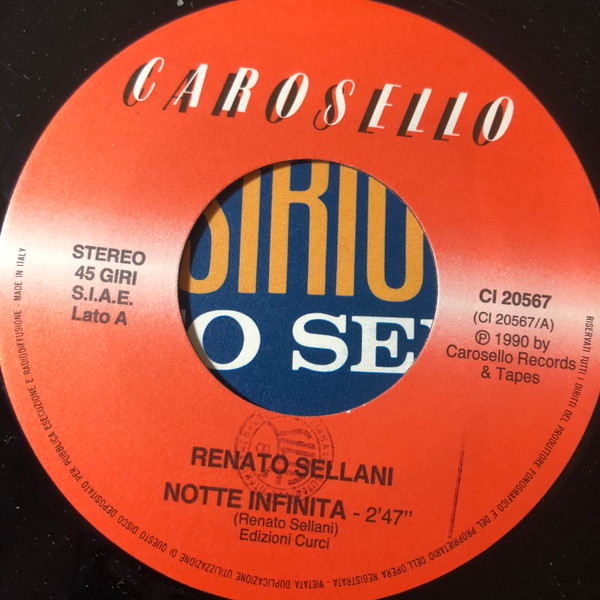 CAROSELLO
SIRIO
O SE
STEREO
45 GIRI
S.I.A.E.
Lato A
CI 20567
(CI 20567/A)
℗ 1990 by
Carosello Records
& Tapes
RENATO SELLANI
NOTTE INFINITA - 2'47"
(Renato Sellani)
Edizioni Curci
RISERVATI TUTTI I DIRITTI DEL PRODUTTORE FONOGRAFICO E DEL PROPRIETARIO DELL'OPERA REGISTRATA - VIETATA DUPLICAZIONE UTILIZZAZIONE DI QUESTO DISCO DEPOSITATO PER PUBBLICA ESECUZIONE E RADIODIFFUSIONE - MADE IN ITALY